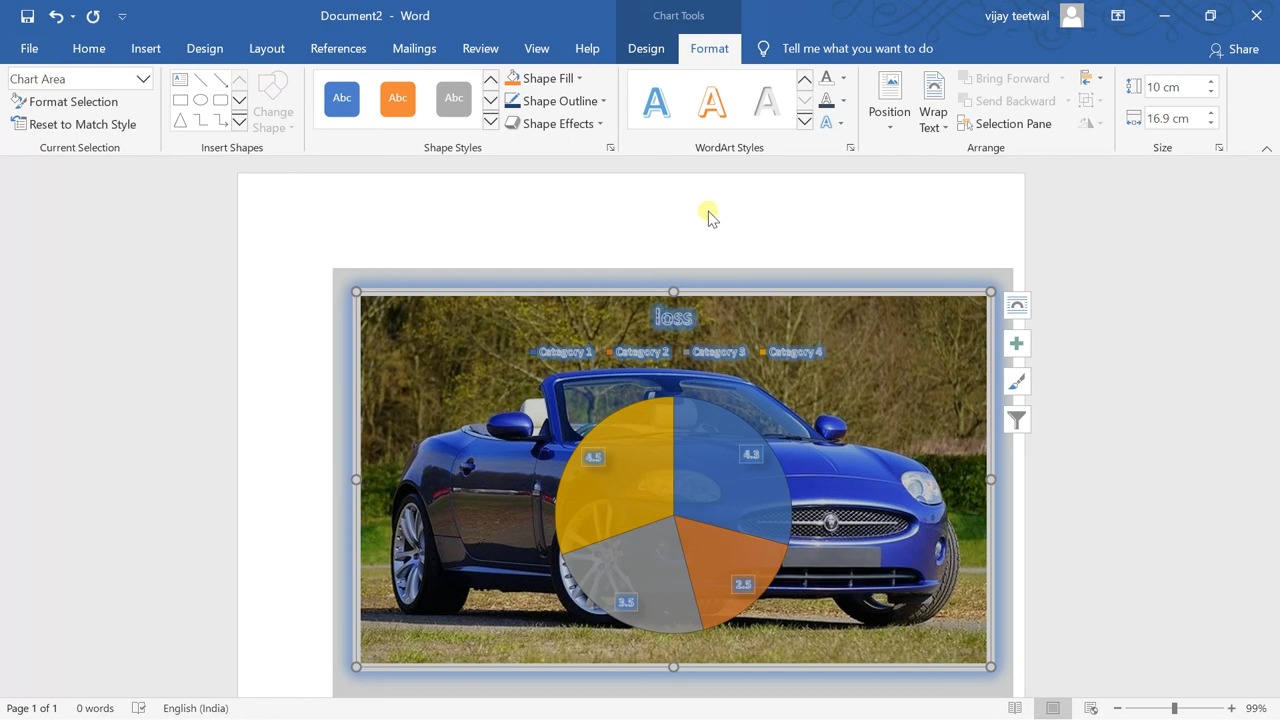 Document2 - Word
Chart Tools
vijay teetwal
File Home Insert Design Layout References Mailings Review View Help Design Format Tell me what you want to do Share
Chart Area
Format Selection
Reset to Match Style
Current Selection
Change
Shape
Insert Shapes
Abc Abc Abc
Shape Fill
Shape Outline
Shape Effects
Shape Styles
A A A
WordArt Styles
Position
Wrap
Text
Bring Forward
Send Backward
Selection Pane
Arrange
10 cm
16.9 cm
Size
loss
Category 1 Category 2 Category 3 Category 4
4.5 4.3
2.5
3.5
Page 1 of 1 0 words English (India) 99%